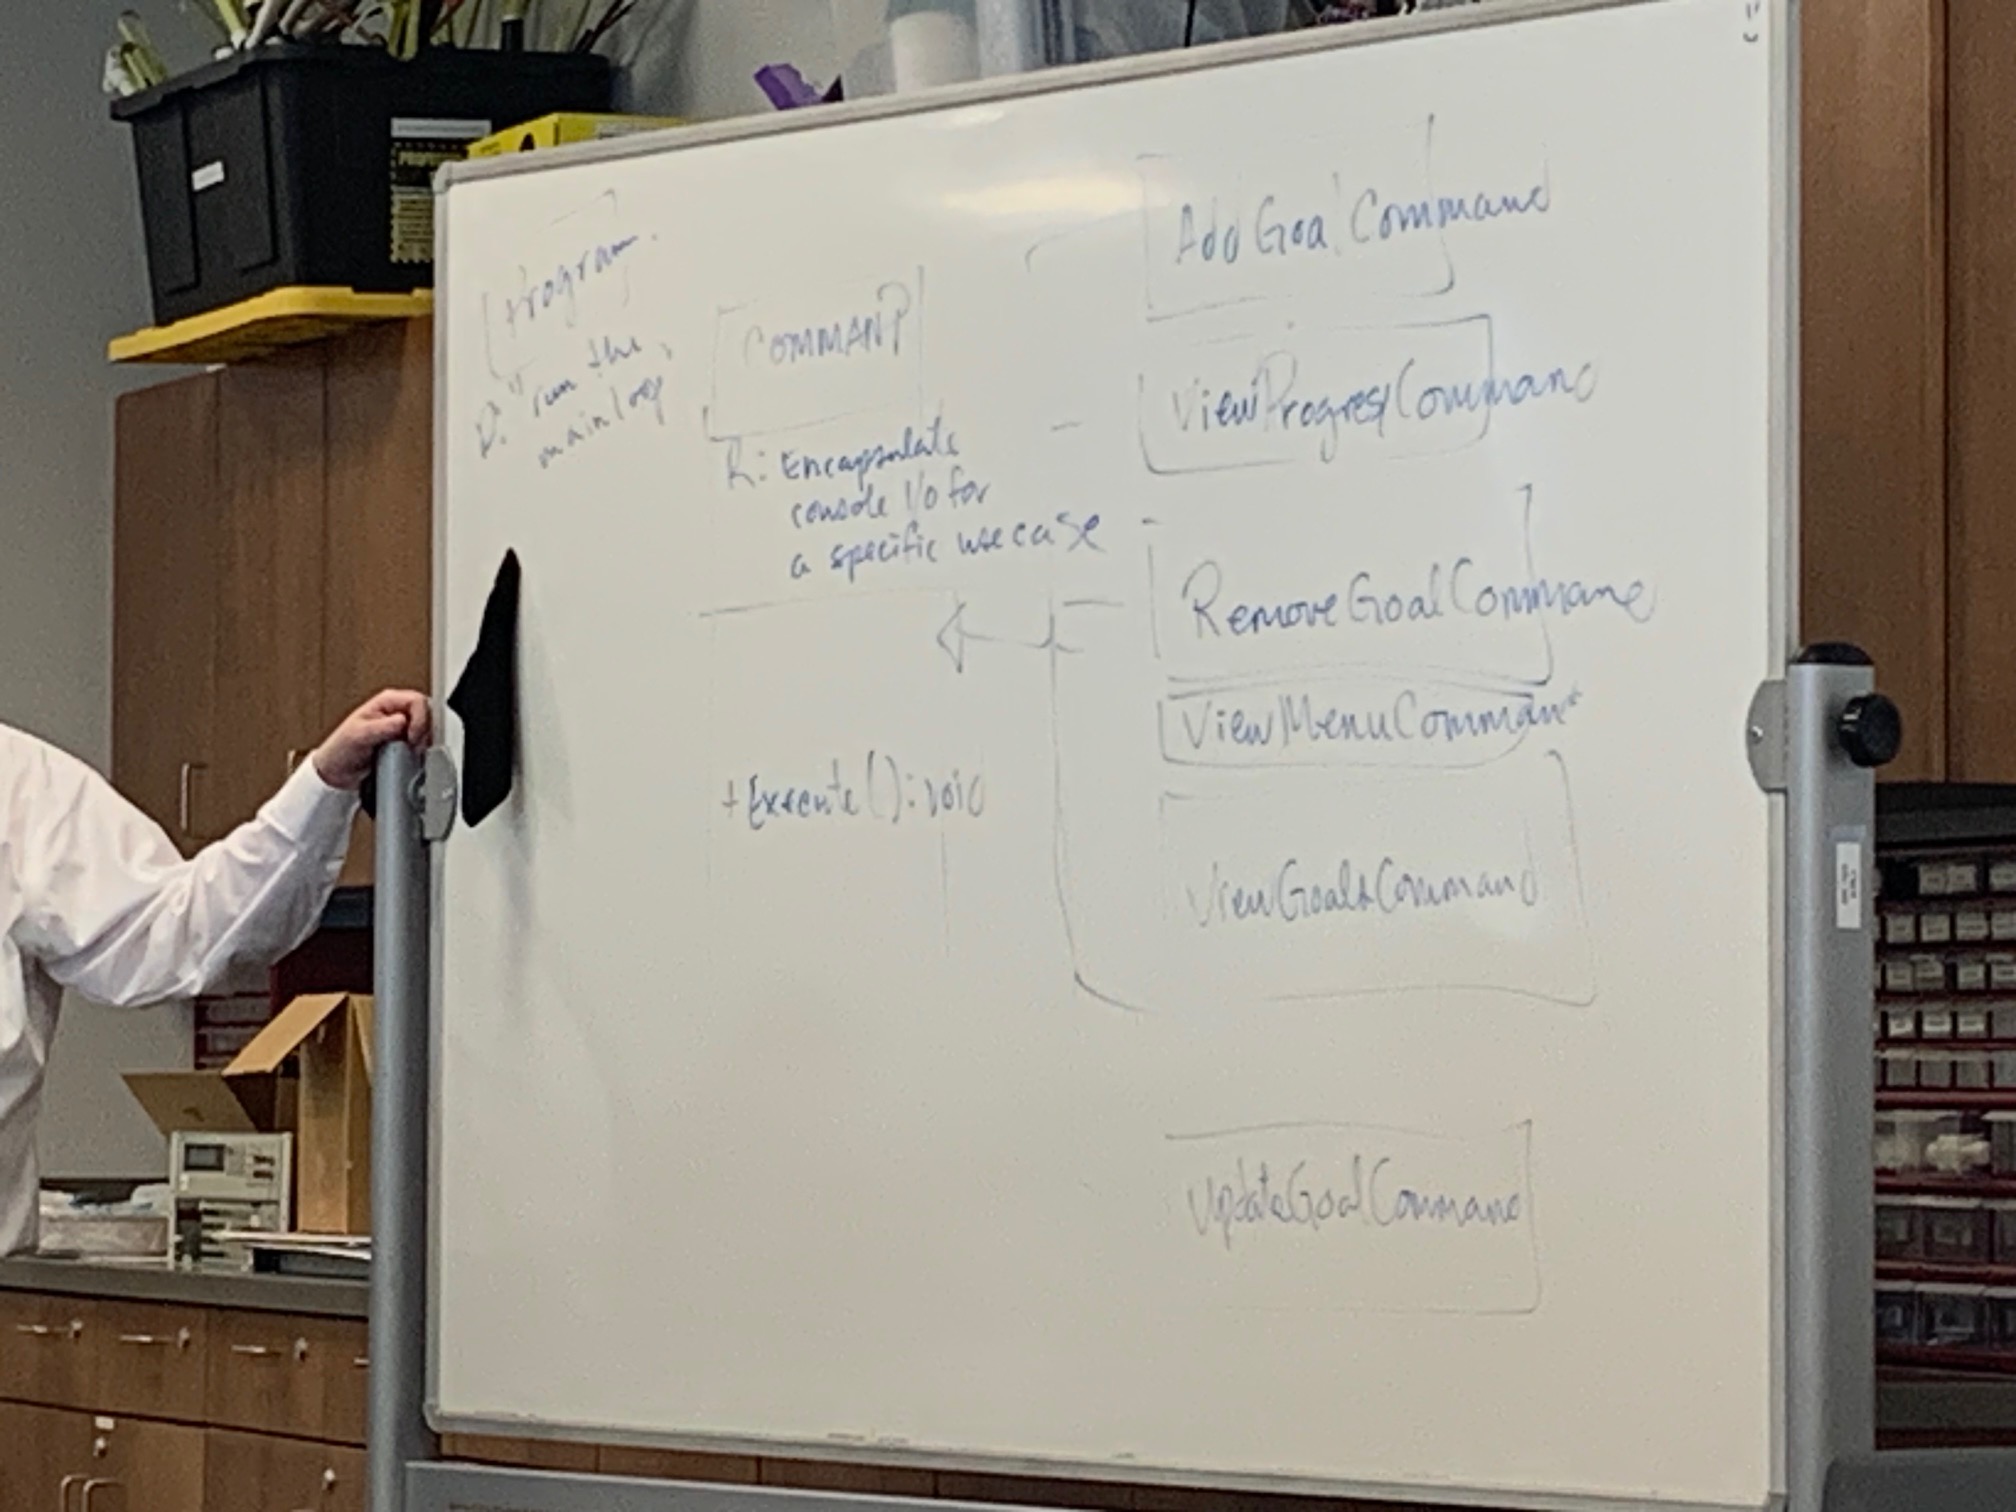 Program
R: "run the
main loop"
COMMAND
R: Encapsulate
console I/O for
a specific use case
+Execute(): void
AddGoalCommand
ViewProgressCommand
RemoveGoalCommand
ViewMenuCommand
ViewGoalsCommand
UpdateGoalCommand